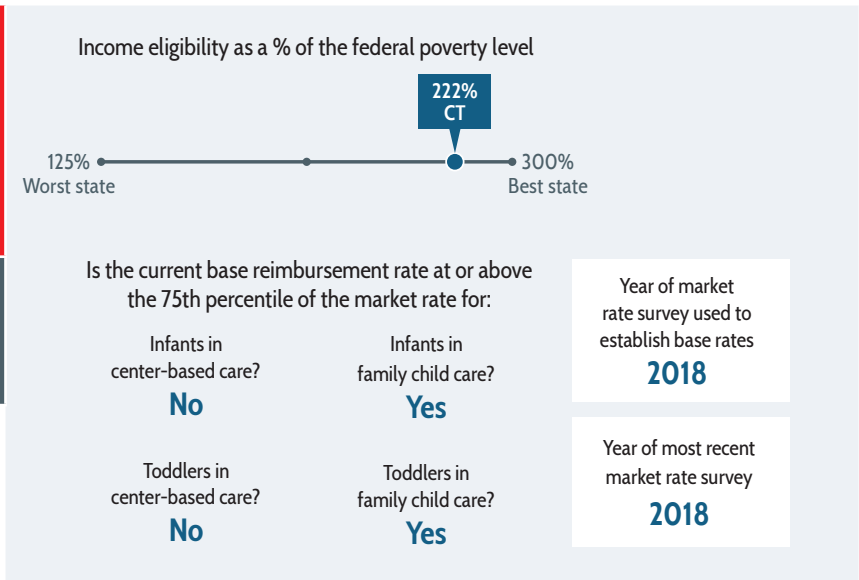 Income eligibility as a % of the federal poverty level
222%
CT
125%
Worst state
300%
Best state
Is the current base reimbursement rate at or above
the 75th percentile of the market rate for:
Infants in
center-based care?
No
Infants in
family child care?
Yes
Toddlers in
center-based care?
No
Toddlers in
family child care?
Yes
Year of market
rate survey used to
establish base rates
2018
Year of most recent
market rate survey
2018